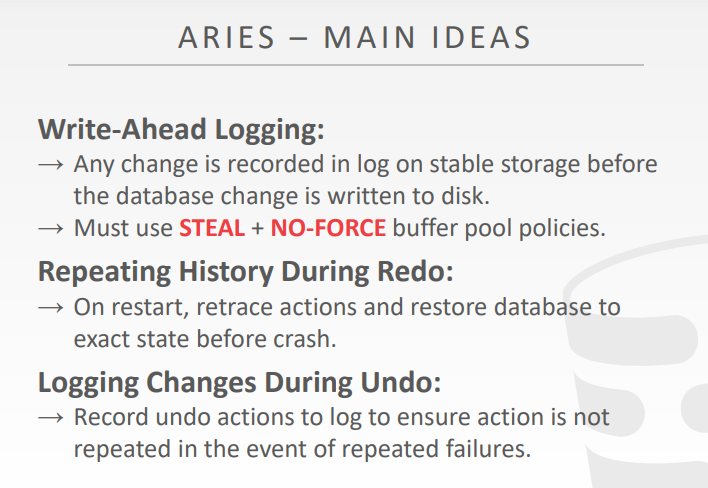 ARIES – MAIN IDEAS
Write-Ahead Logging:
→ Any change is recorded in log on stable storage before
the database change is written to disk.
→ Must use STEAL + NO-FORCE buffer pool policies.
Repeating History During Redo:
→ On restart, retrace actions and restore database to
exact state before crash.
Logging Changes During Undo:
→ Record undo actions to log to ensure action is not
repeated in the event of repeated failures.